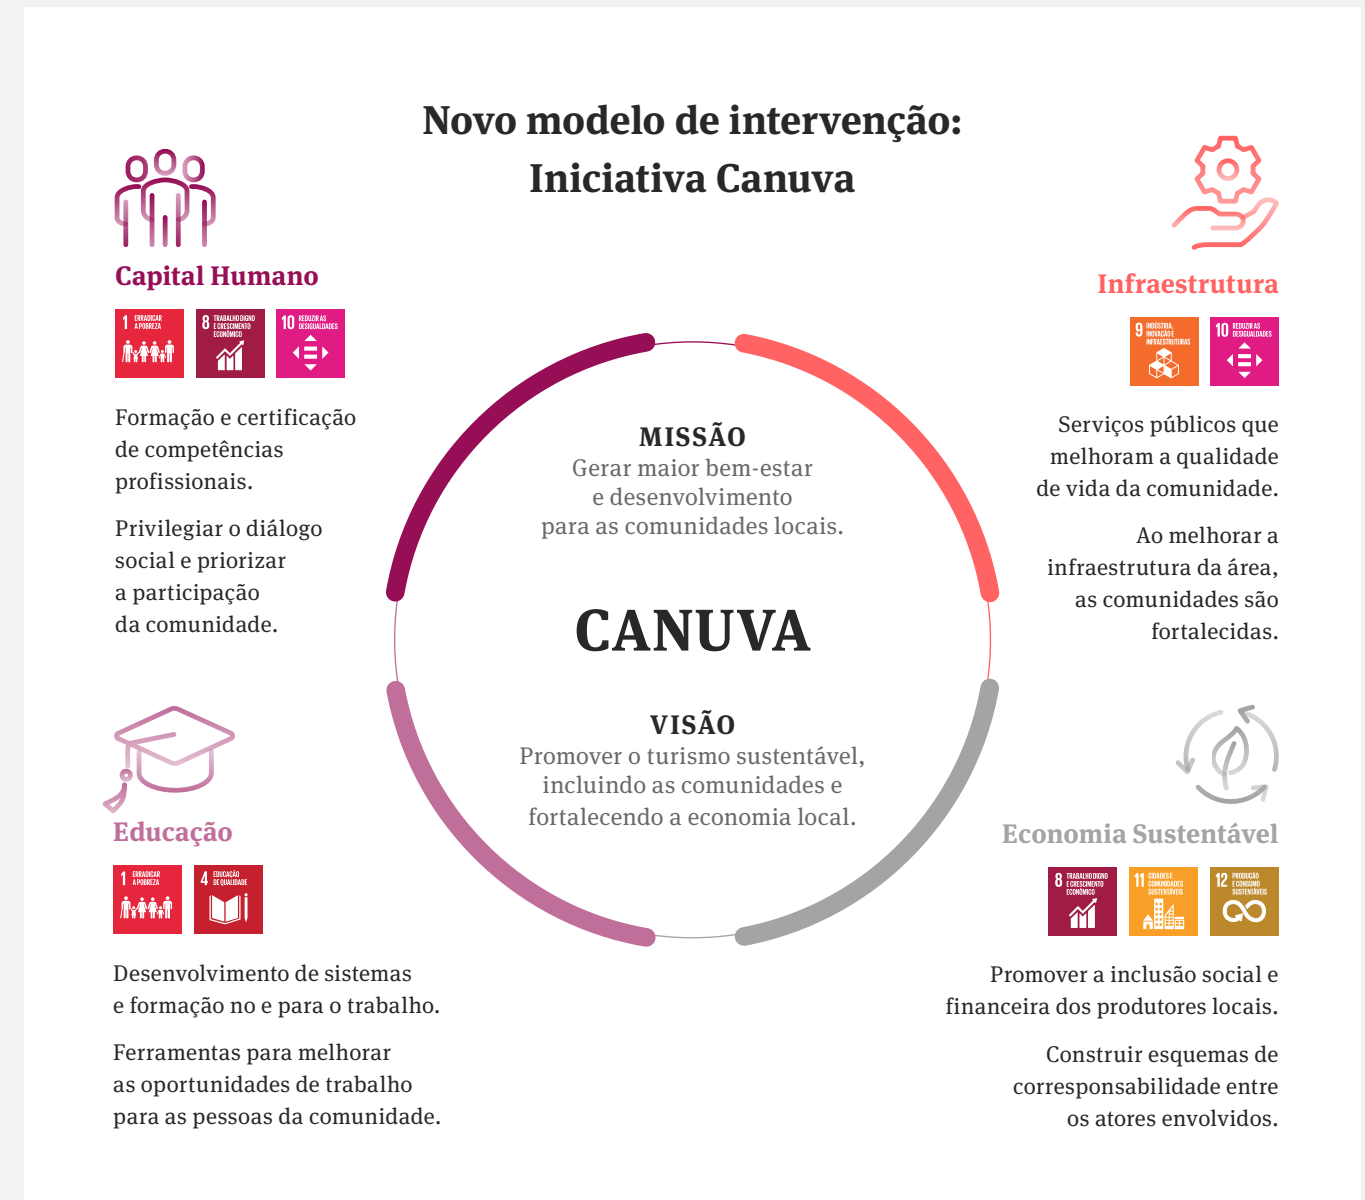 Novo modelo de intervenção:
Iniciativa Canuva
Capital Humano
1 ERRADICAR
A POBREZA
8 TRABALHO DIGNO
E CRESCIMENTO
ECONÓMICO
10 REDUZIR AS
DESIGUALDADES
Formação e certificação
de competências
profissionais.
Privilegiar o diálogo
social e priorizar
a participação
da comunidade.
Infraestrutura
9 INDÚSTRIA,
INOVAÇÃO E
INFRAESTRUTURAS
10 REDUZIR AS
DESIGUALDADES
Serviços públicos que
melhoram a qualidade
de vida da comunidade.
Ao melhorar a
infraestrutura da área,
as comunidades são
fortalecidas.
MISSÃO
Gerar maior bem-estar
e desenvolvimento
para as comunidades locais.
CANUVA
VISÃO
Promover o turismo sustentável,
incluindo as comunidades e
fortalecendo a economia local.
Educação
1 ERRADICAR
A POBREZA
4 EDUCAÇÃO
DE QUALIDADE
Desenvolvimento de sistemas
e formação no e para o trabalho.
Ferramentas para melhorar
as oportunidades de trabalho
para as pessoas da comunidade.
Economia Sustentável
8 TRABALHO DIGNO
E CRESCIMENTO
ECONÓMICO
11 CIDADES E
COMUNIDADES
SUSTENTÁVEIS
12 PRODUÇÃO
E CONSUMO
SUSTENTÁVEIS
Promover a inclusão social e
financeira dos produtores locais.
Construir esquemas de
corresponsabilidade entre
os atores envolvidos.